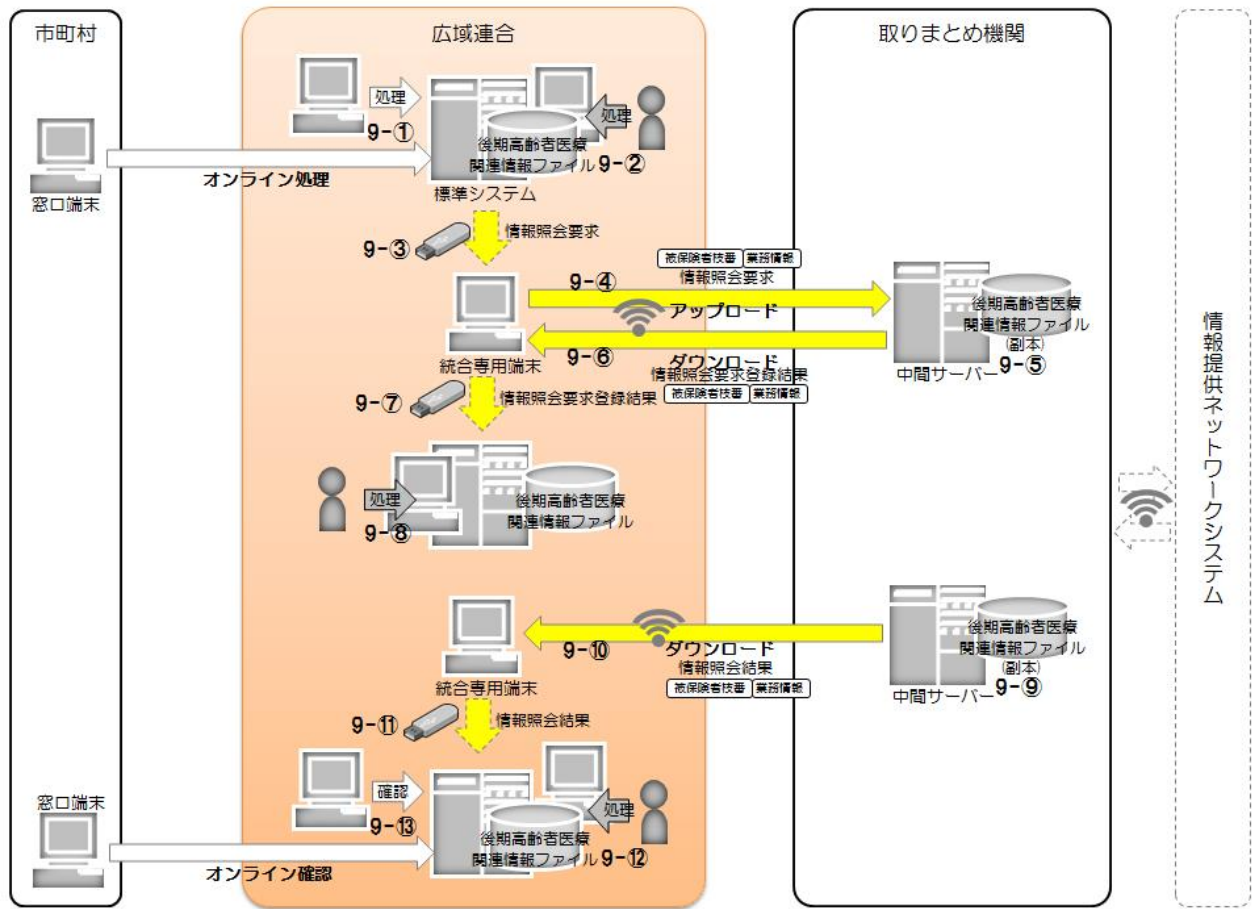 市町村
広域連合
取りまとめ機関
処理
9-①
処理
後期高齢者医療
関連情報ファイル
9-②
オンライン処理
標準システム
窓口端末
9-③
情報照会要求
被保険者枝番
業務情報
9-④
情報照会要求
アップロード
後期高齢者医療
関連情報ファイル
(副本)
9-⑤
9-⑥
ダウンロード
統合専用端末
情報照会要求登録結果
中間サーバー
被保険者枝番
業務情報
9-⑦
情報照会要求登録結果
情報提供ネットワークシステム
処理
9-⑧
後期高齢者医療
関連情報ファイル
9-⑩
ダウンロード
後期高齢者医療
関連情報ファイル
(副本)
9-⑨
情報照会結果
統合専用端末
被保険者枝番
業務情報
中間サーバー
9-⑪
情報照会結果
確認
9-⑬
窓口端末
処理
後期高齢者医療
関連情報ファイル
9-⑫
オンライン確認